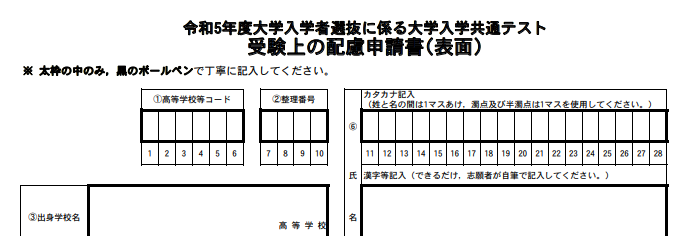 令和5年度大学入学者選抜に係る大学入学共通テスト
受験上の配慮申請書(表面)
※ 太枠の中のみ，黒のボールペンで丁寧に記入してください。
①高等学校等コード
1 2 3 4 5 6
②整理番号
7 8 9 10
⑥
カタカナ記入
（姓と名の間は1マスあけ，濁点及び半濁点は1マスを使用してください。）
11 12 13 14 15 16 17 18 19 20 21 22 23 24 25 26 27 28
氏 漢字等記入（できるだけ，志願者が自筆で記入してください。）
③出身学校名
名
高 等 学 校